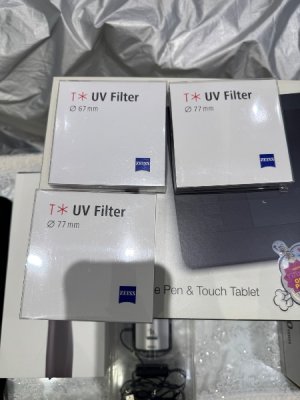 T* UV Filter
Ø 67 mm
ZEISS
T* UV Filter
Ø 77 mm
ZEISS
T* UV Filter
Ø 77 mm
ZEISS
Pen & Touch Tablet